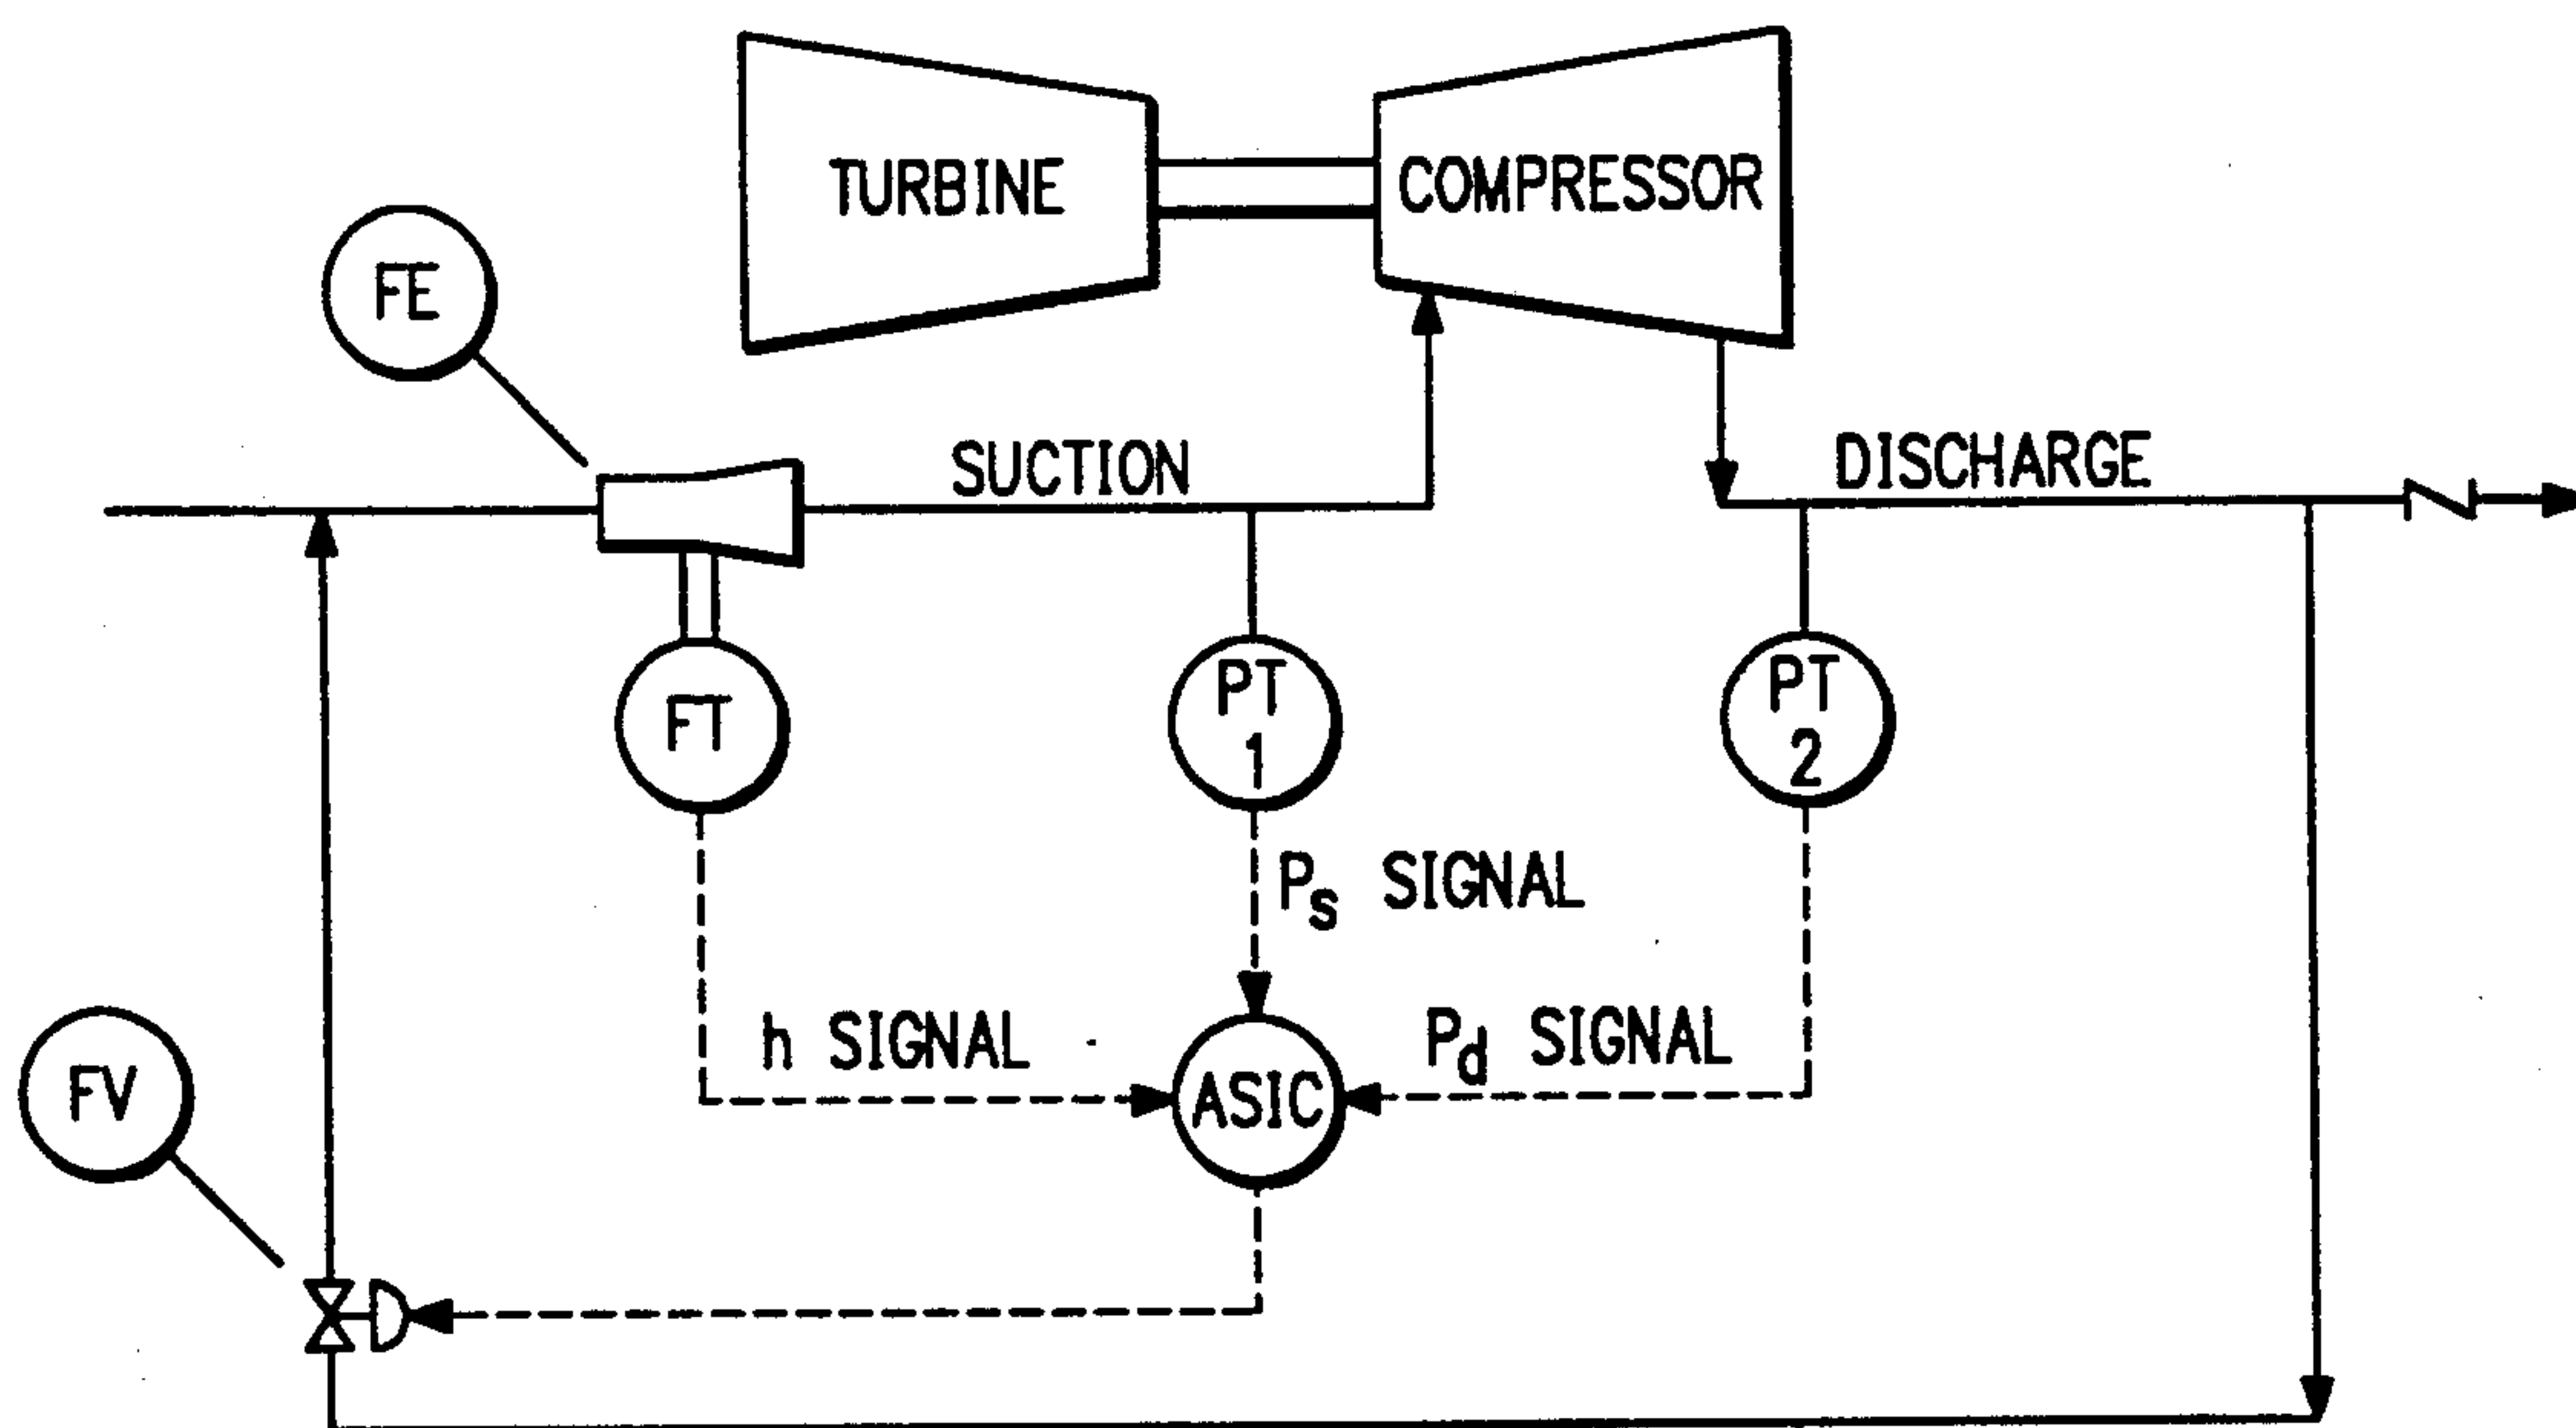 TURBINE
COMPRESSOR
FE
SUCTION
DISCHARGE
FT
PT
1
PT
2
Ps SIGNAL
h SIGNAL
Pd SIGNAL
FV
ASIC